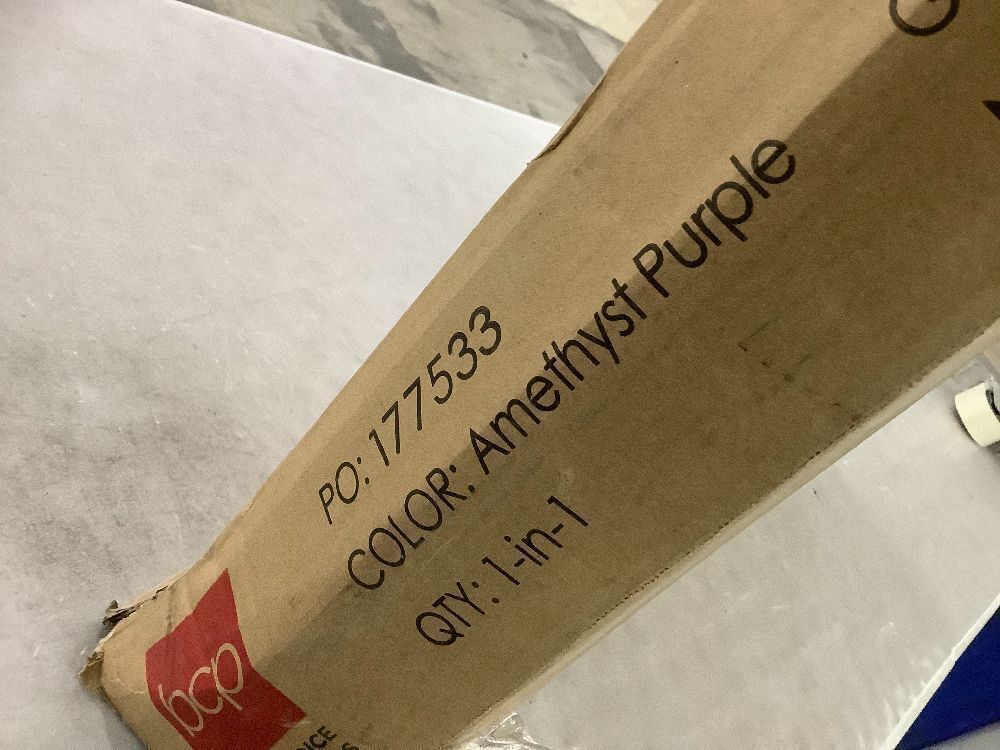 PO: 177533
COLOR: Amethyst Purple
QTY: 1-in-1
bcp